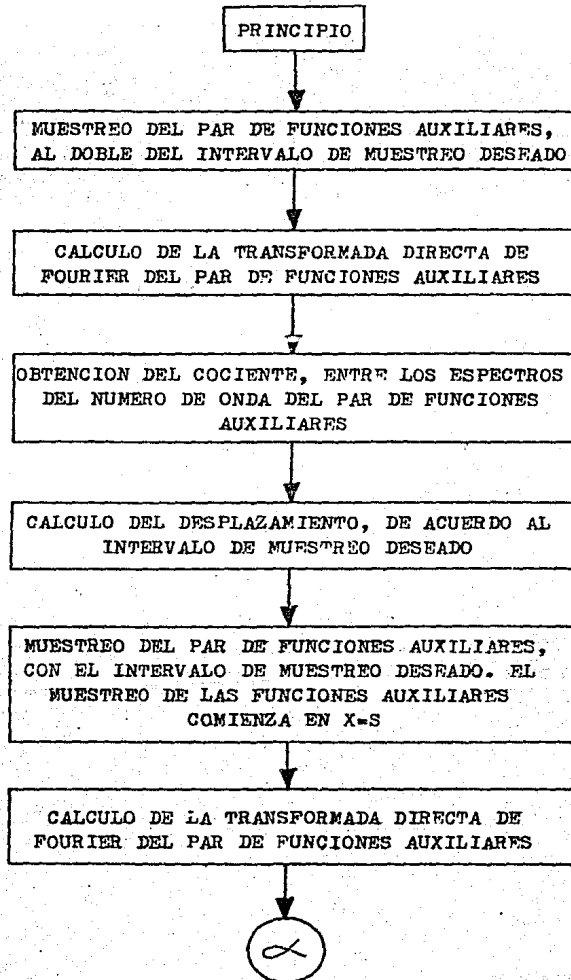 PRINCIPIO
MUESTREO DEL PAR DE FUNCIONES AUXILIARES,
AL DOBLE DEL INTERVALO DE MUESTREO DESEADO
CALCULO DE LA TRANSFORMADA DIRECTA DE
FOURIER DEL PAR DE FUNCIONES AUXILIARES
OBTENCION DEL COCIENTE, ENTRE LOS ESPECTROS
DEL NUMERO DE ONDA DEL PAR DE FUNCIONES
AUXILIARES
CALCULO DEL DESPLAZAMIENTO, DE ACUERDO AL
INTERVALO DE MUESTREO DESEADO
MUESTREO DEL PAR DE FUNCIONES AUXILIARES,
CON EL INTERVALO DE MUESTREO DESEADO. EL
MUESTREO DE LAS FUNCIONES AUXILIARES
COMIENZA EN X=S
CALCULO DE LA TRANSFORMADA DIRECTA DE
FOURIER DEL PAR DE FUNCIONES AUXILIARES
α